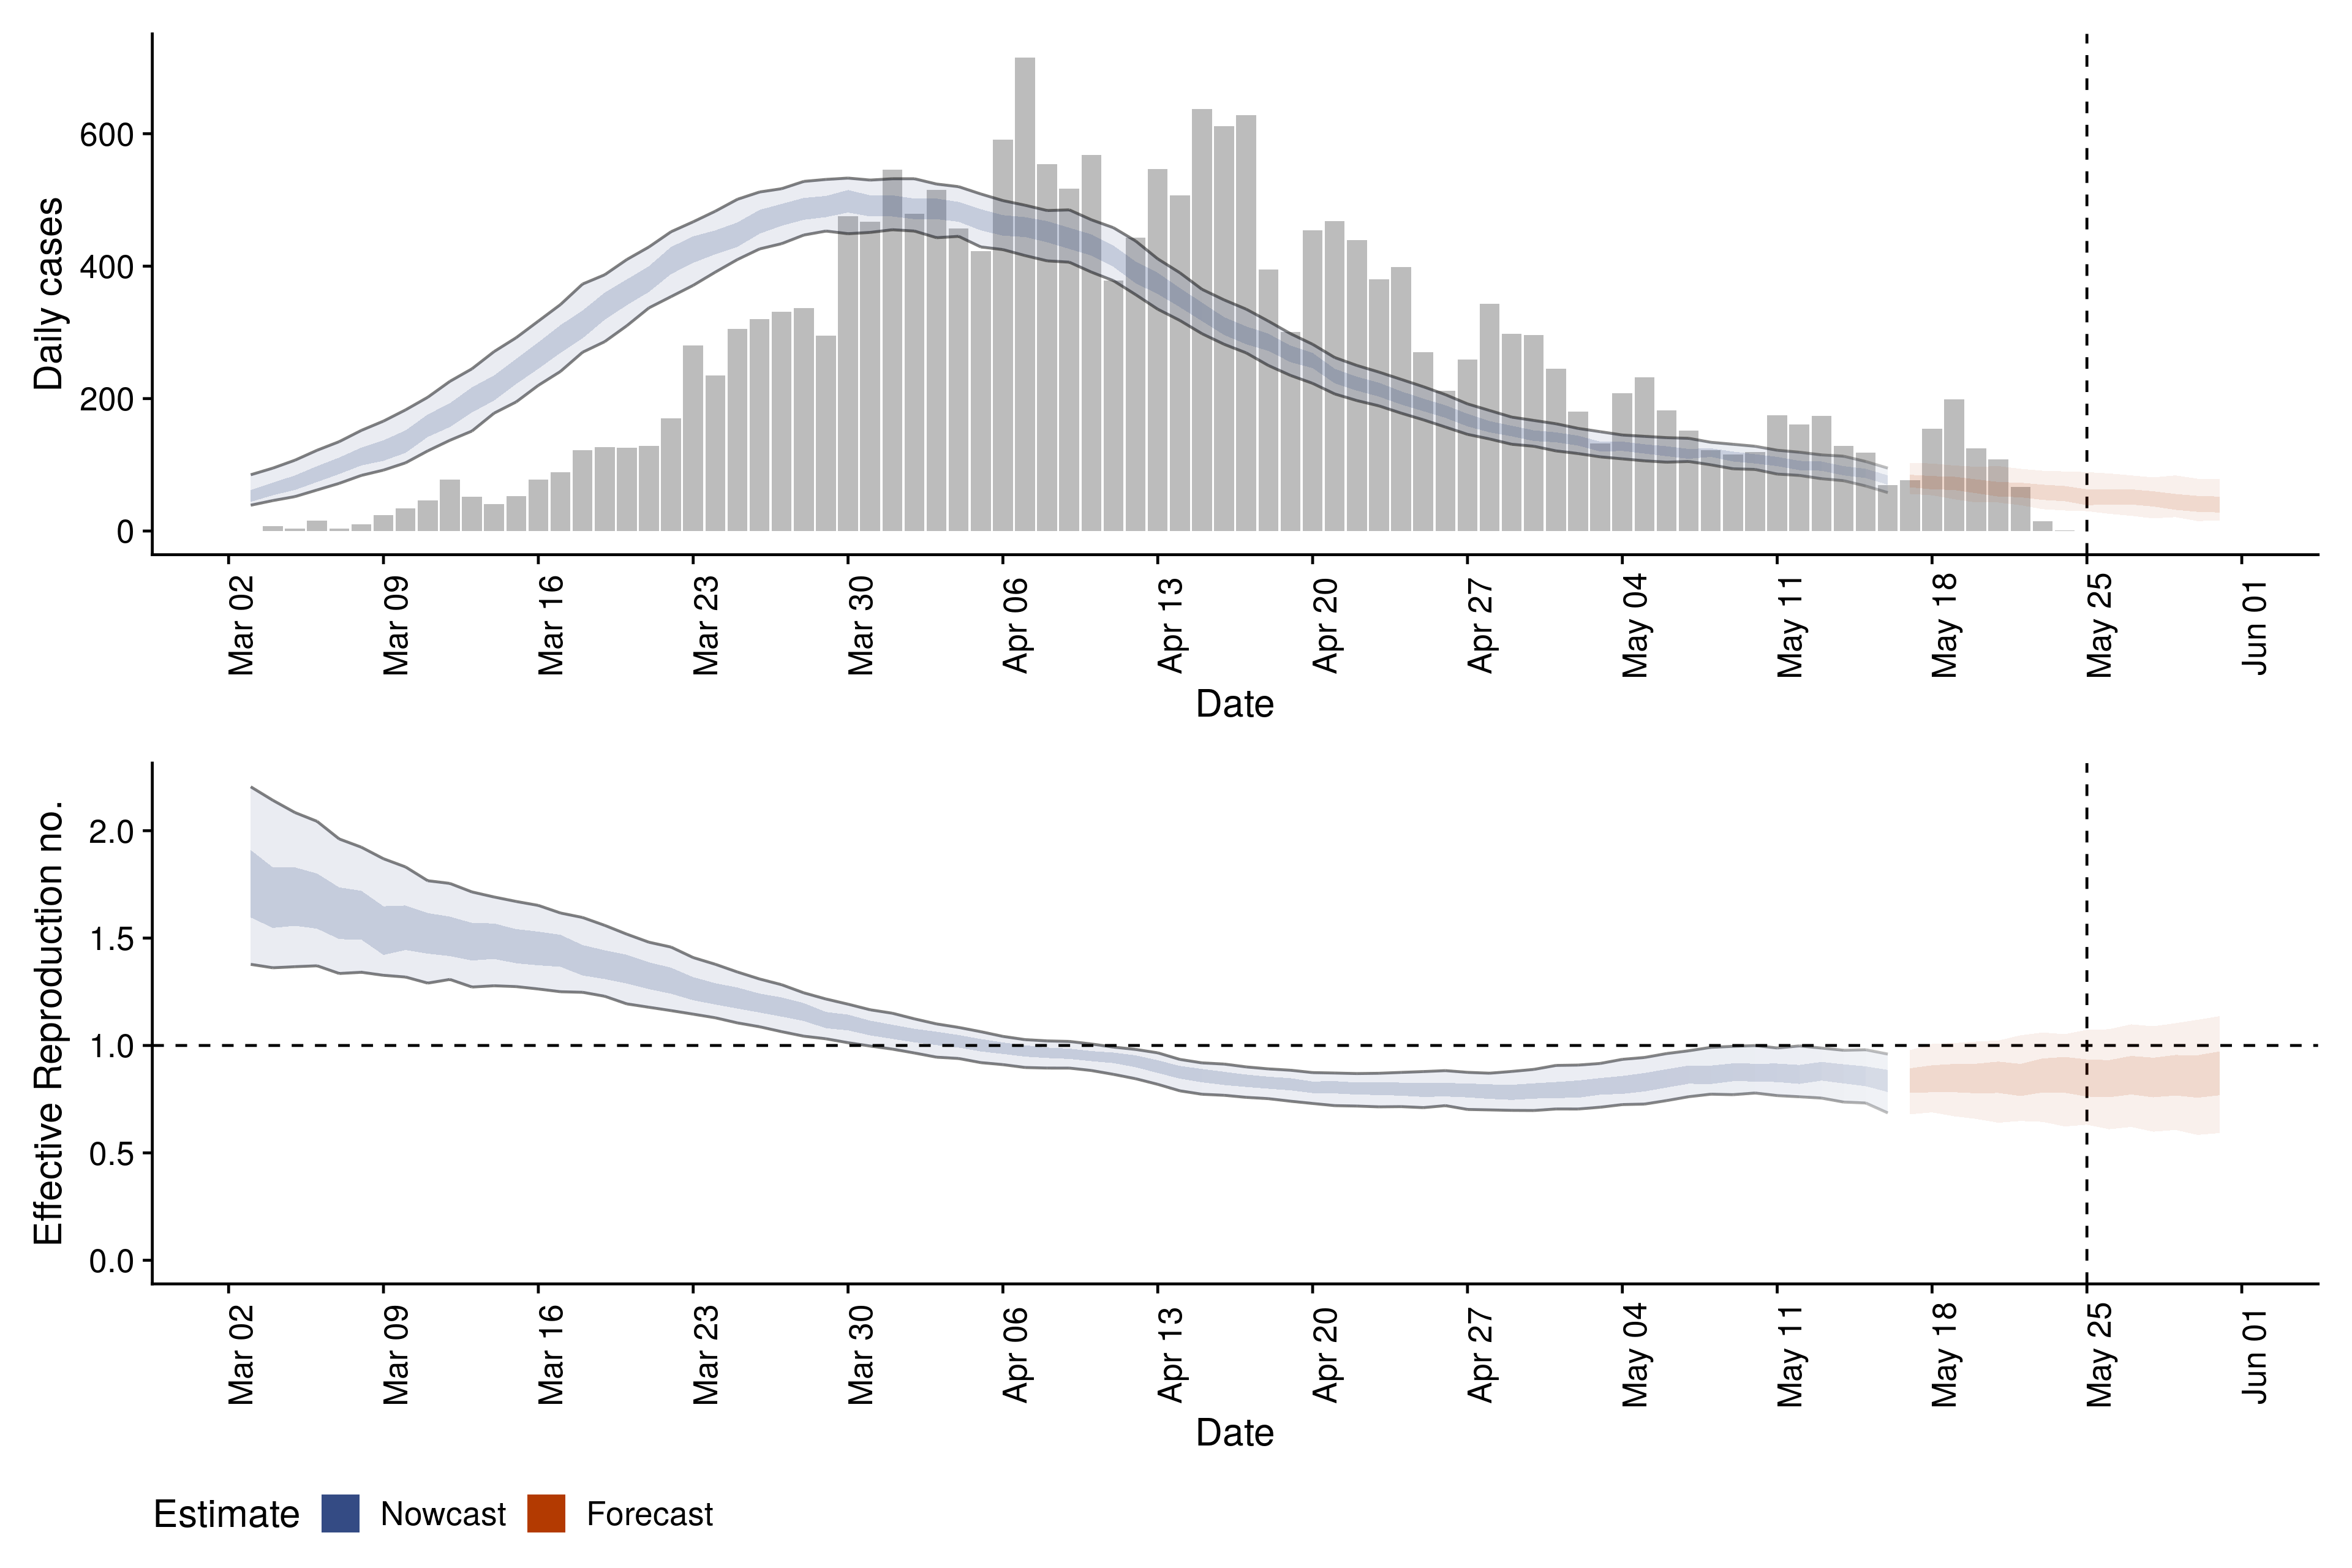 Daily cases
600
400
200
0
Mar 02
Mar 09
Mar 16
Mar 23
Mar 30
Apr 06
Apr 13
Apr 20
Apr 27
May 04
May 11
May 18
May 25
Jun 01
Date
Effective Reproduction no.
2.0
1.5
1.0
0.5
0.0
Mar 02
Mar 09
Mar 16
Mar 23
Mar 30
Apr 06
Apr 13
Apr 20
Apr 27
May 04
May 11
May 18
May 25
Jun 01
Date
Estimate Nowcast Forecast